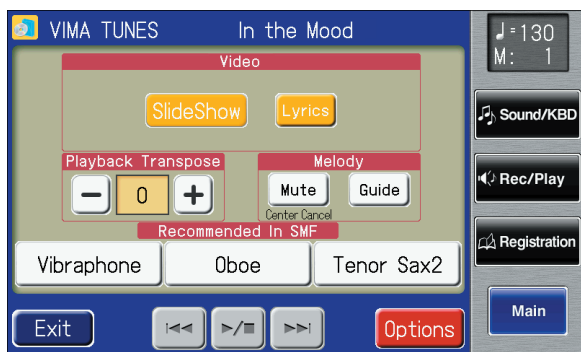 VIMA TUNES In the Mood
♩=130
M: 1
Video
SlideShow Lyrics
Sound/KBD
Playback Transpose Melody
− 0 + Mute Guide
Center Cancel
Rec/Play
Recommended In SMF
Vibraphone Oboe Tenor Sax2
Registration
Main
Exit Options